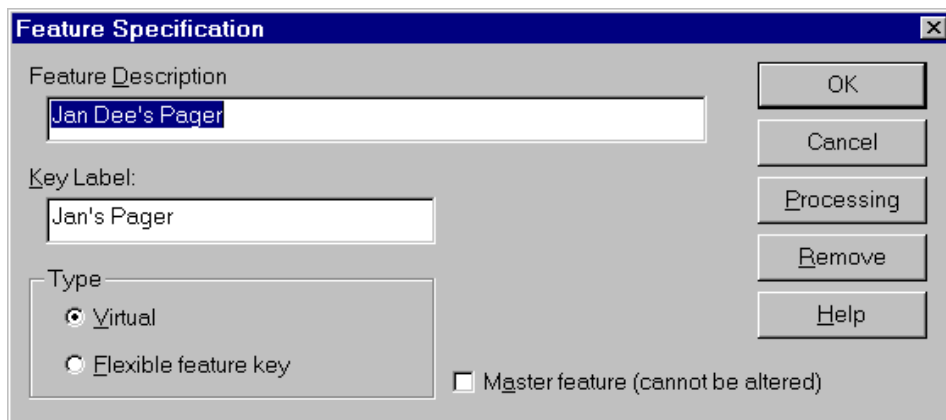 Feature Specification
Feature Description
Jan Dee's Pager
Key Label:
Jan's Pager
Type
Virtual
Flexible feature key
Master feature (cannot be altered)
OK
Cancel
Processing
Remove
Help